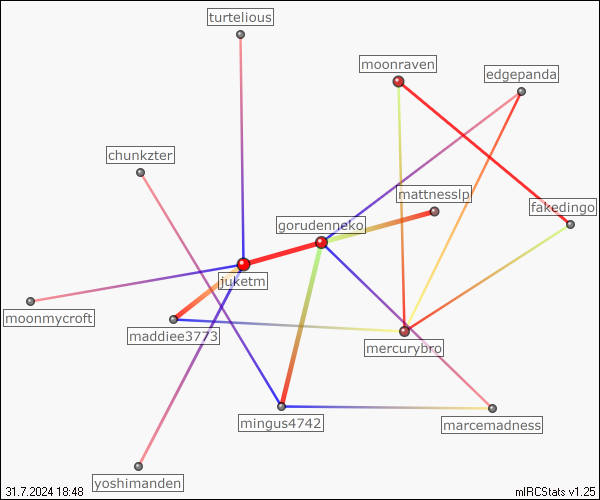 turtelious
moonraven
edgepanda
chunkzter
mattnesslp
fakedingo
gorudenneko
juketm
moonmycroft
maddiee3773
mercurybro
mingus4742
marcemadness
yoshimanden
31.7.2024 18:48
mIRCStats v1.25